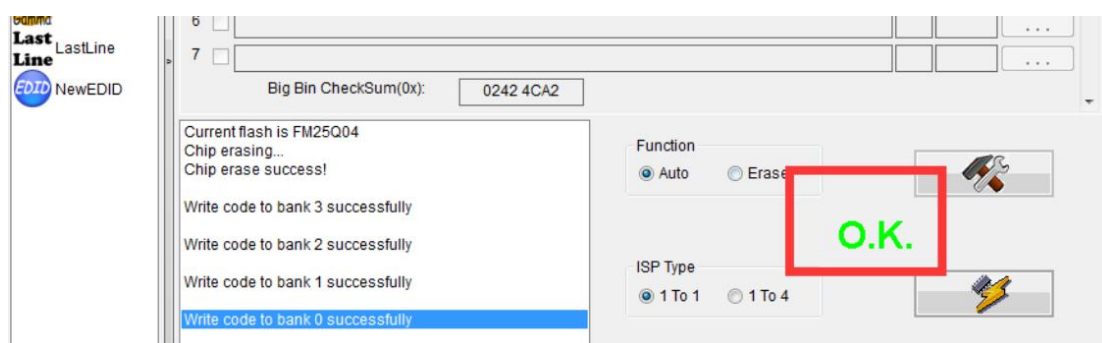 Gamma
Last
Line LastLine
EDID NewEDID
6
...
7
...
Big Bin CheckSum(0x): 0242 4CA2
Current flash is FM25Q04
Chip erasing...
Chip erase success!
Write code to bank 3 successfully
Write code to bank 2 successfully
Write code to bank 1 successfully
Write code to bank 0 successfully
Function
Auto Erase
O.K.
ISP Type
1 To 1 1 To 4